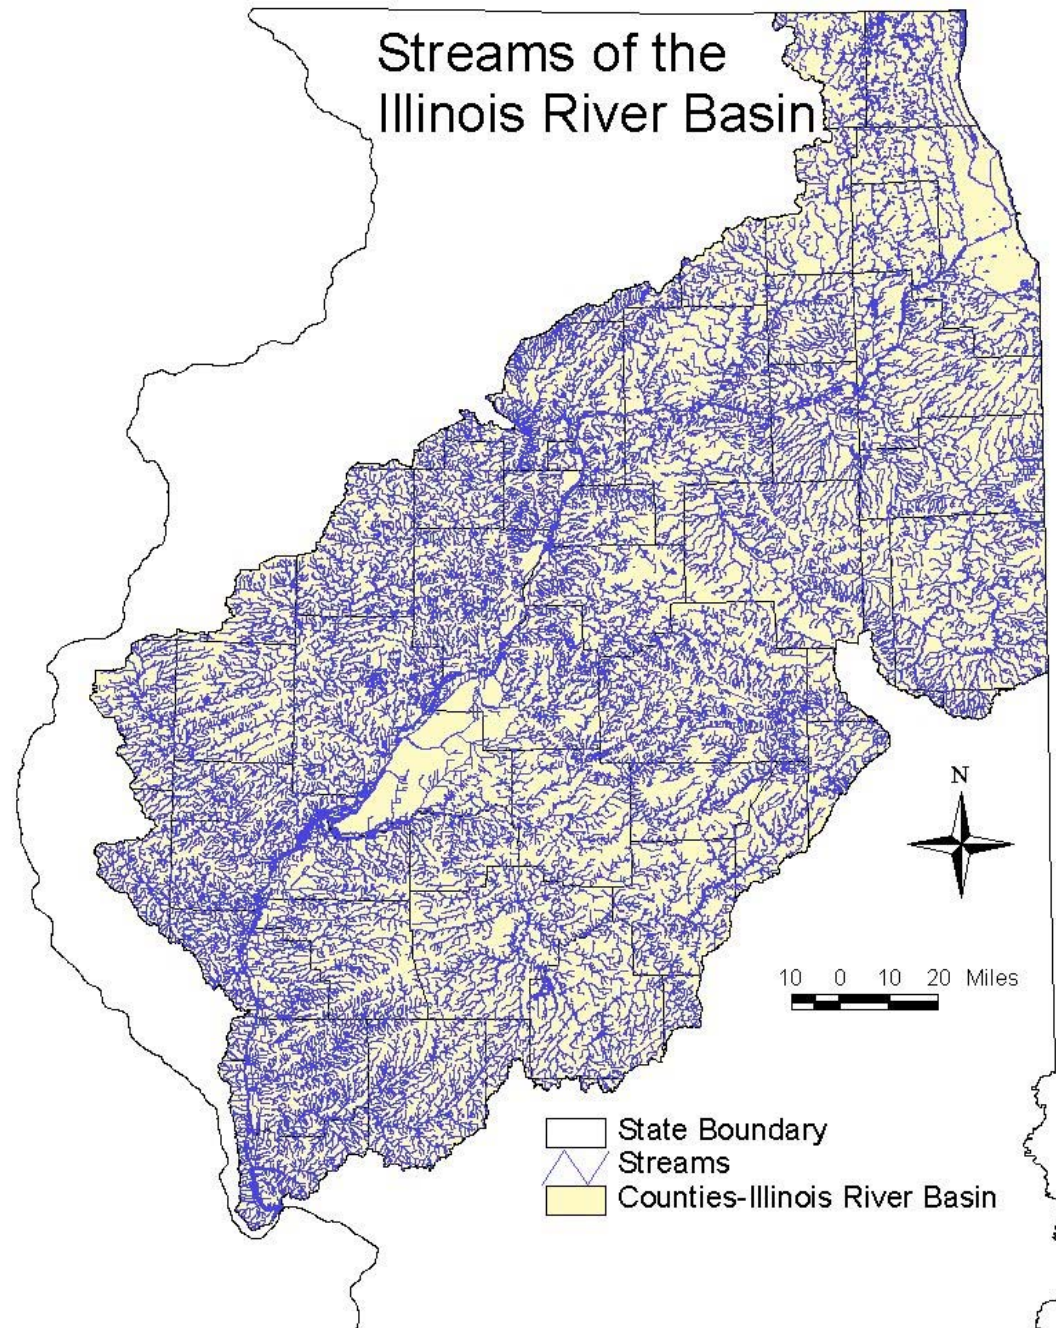 Streams of the
Illinois River Basin
N
10 0 10 20 Miles
State Boundary
Streams
Counties-Illinois River Basin